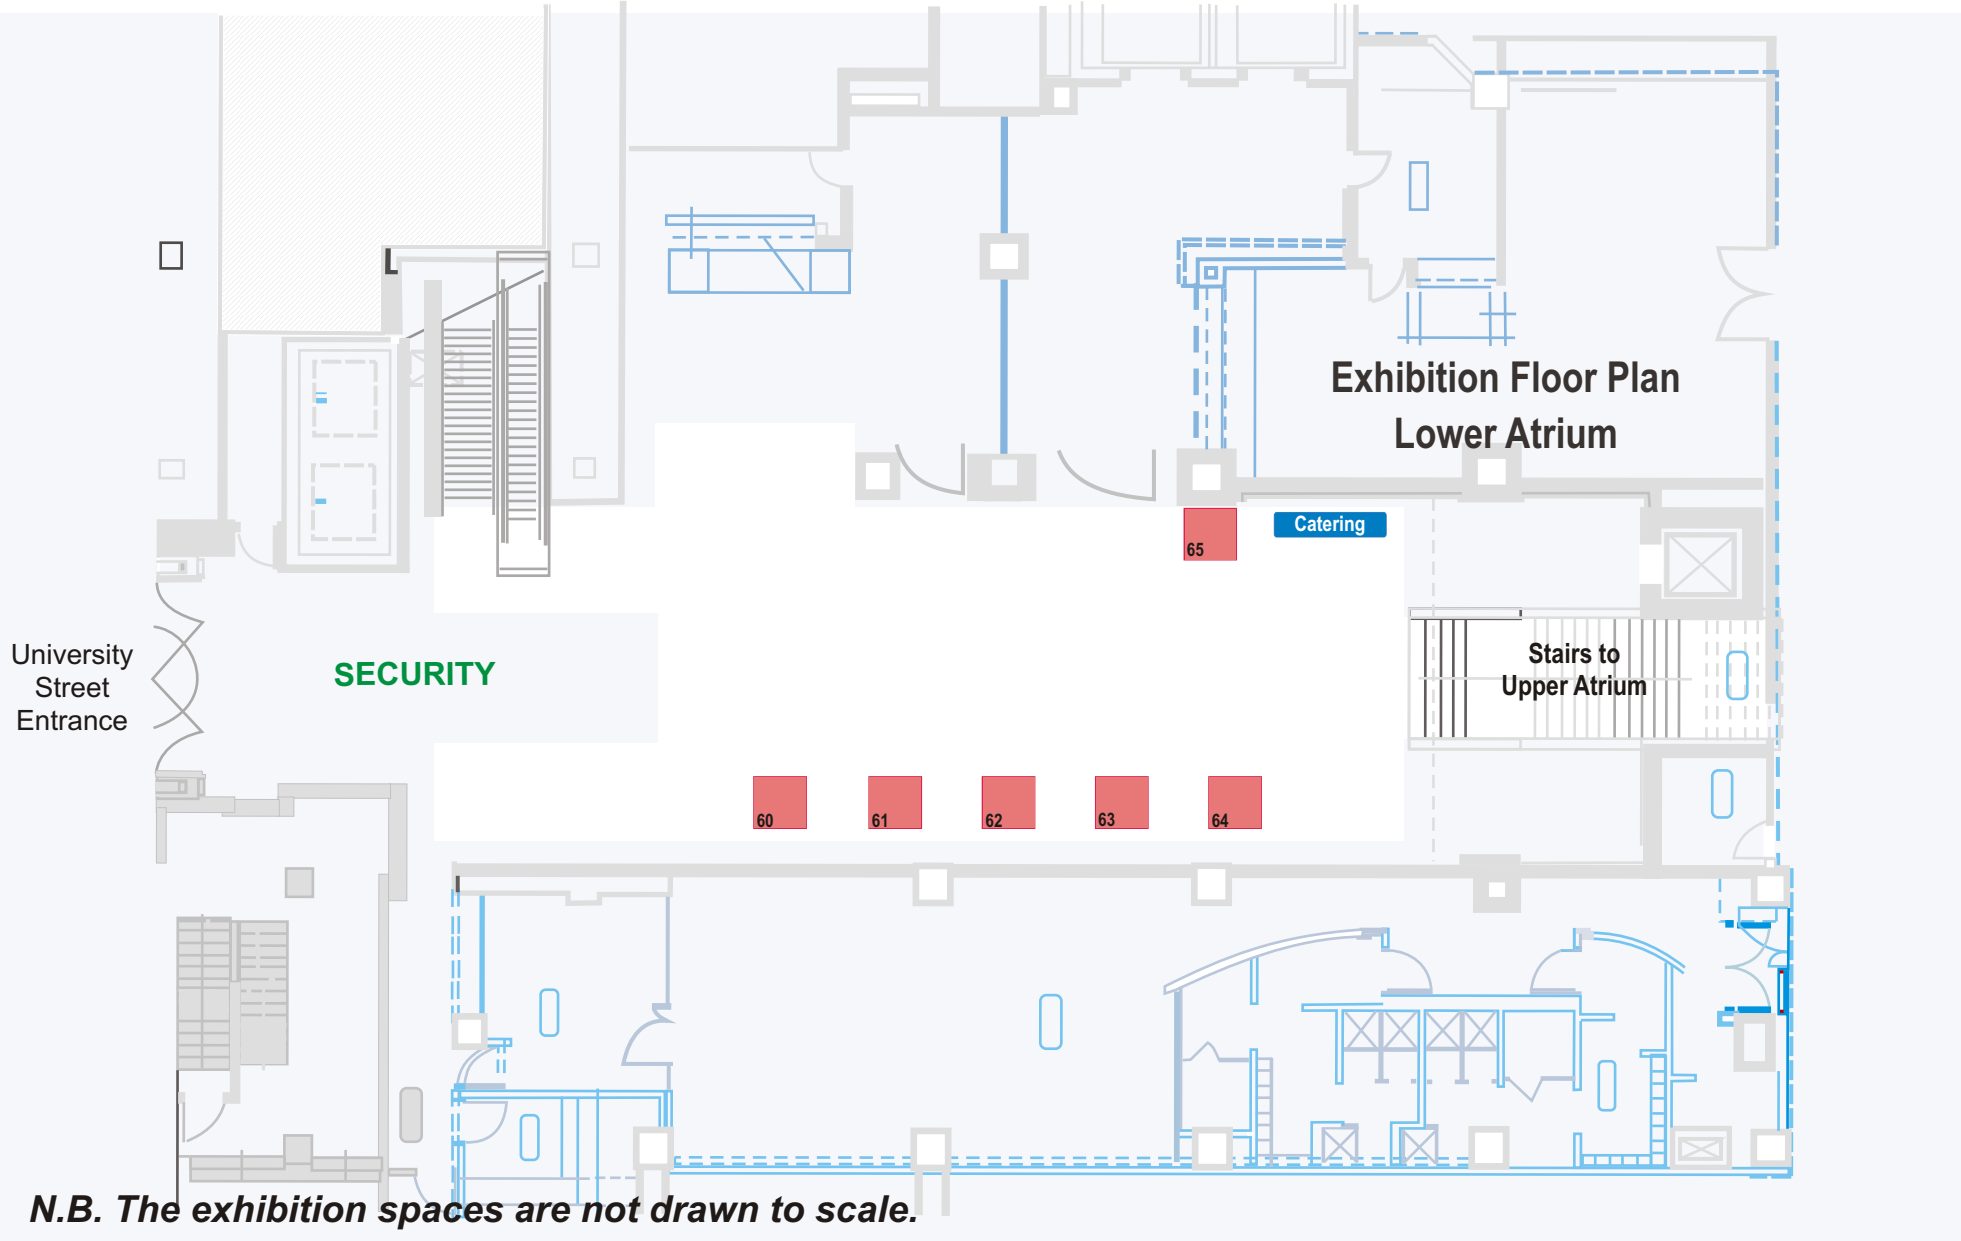 Exhibition Floor Plan
Lower Atrium
Catering
65
University
Street
Entrance
SECURITY
Stairs to
Upper Atrium
60
61
62
63
64
N.B. The exhibition spaces are not drawn to scale.